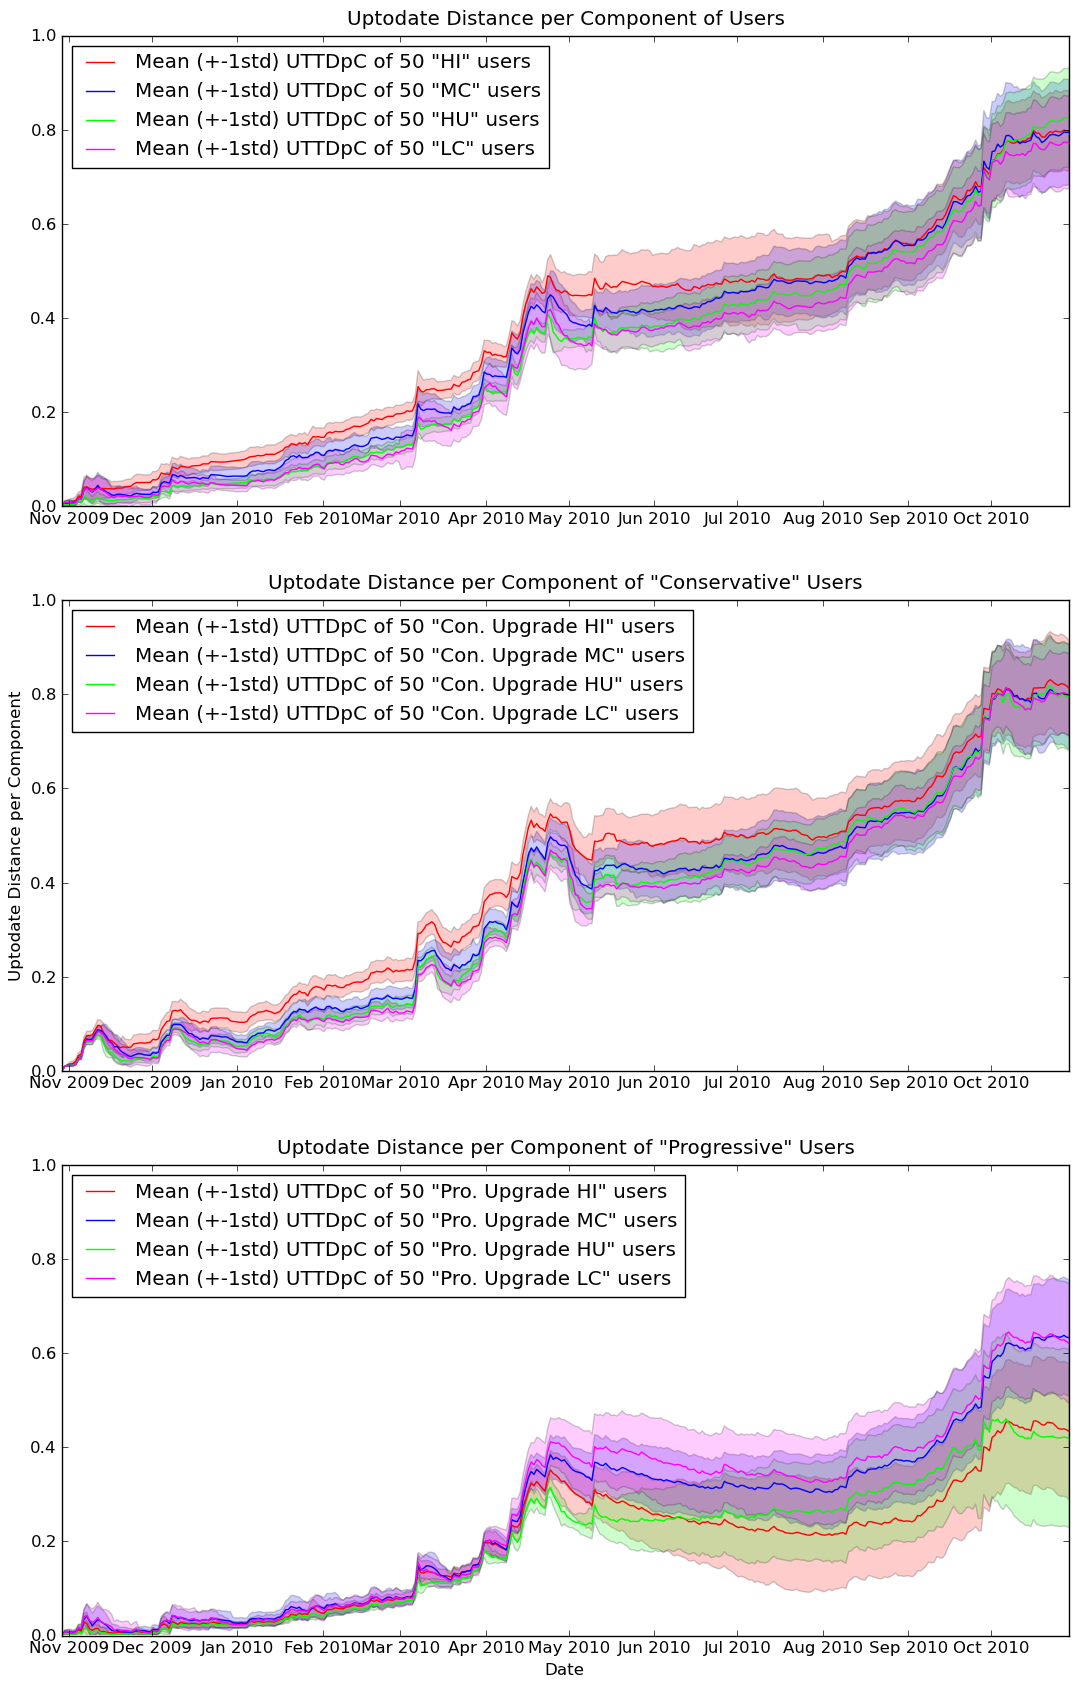 Uptodate Distance per Component of Users
1.0
Mean (+-1std) UTTDpC of 50 "HI" users
Mean (+-1std) UTTDpC of 50 "MC" users
Mean (+-1std) UTTDpC of 50 "HU" users
Mean (+-1std) UTTDpC of 50 "LC" users
0.8
0.6
0.4
0.2
0.0
Nov 2009 Dec 2009 Jan 2010 Feb 2010 Mar 2010 Apr 2010 May 2010 Jun 2010 Jul 2010 Aug 2010 Sep 2010 Oct 2010
Uptodate Distance per Component of "Conservative" Users
1.0
Mean (+-1std) UTTDpC of 50 "Con. Upgrade HI" users
Mean (+-1std) UTTDpC of 50 "Con. Upgrade MC" users
Mean (+-1std) UTTDpC of 50 "Con. Upgrade HU" users
Mean (+-1std) UTTDpC of 50 "Con. Upgrade LC" users
0.8
0.6
0.4
0.2
0.0
Uptodate Distance per Component
Nov 2009 Dec 2009 Jan 2010 Feb 2010 Mar 2010 Apr 2010 May 2010 Jun 2010 Jul 2010 Aug 2010 Sep 2010 Oct 2010
Uptodate Distance per Component of "Progressive" Users
1.0
Mean (+-1std) UTTDpC of 50 "Pro. Upgrade HI" users
Mean (+-1std) UTTDpC of 50 "Pro. Upgrade MC" users
Mean (+-1std) UTTDpC of 50 "Pro. Upgrade HU" users
Mean (+-1std) UTTDpC of 50 "Pro. Upgrade LC" users
0.8
0.6
0.4
0.2
0.0
Nov 2009 Dec 2009 Jan 2010 Feb 2010 Mar 2010 Apr 2010 May 2010 Jun 2010 Jul 2010 Aug 2010 Sep 2010 Oct 2010
Date